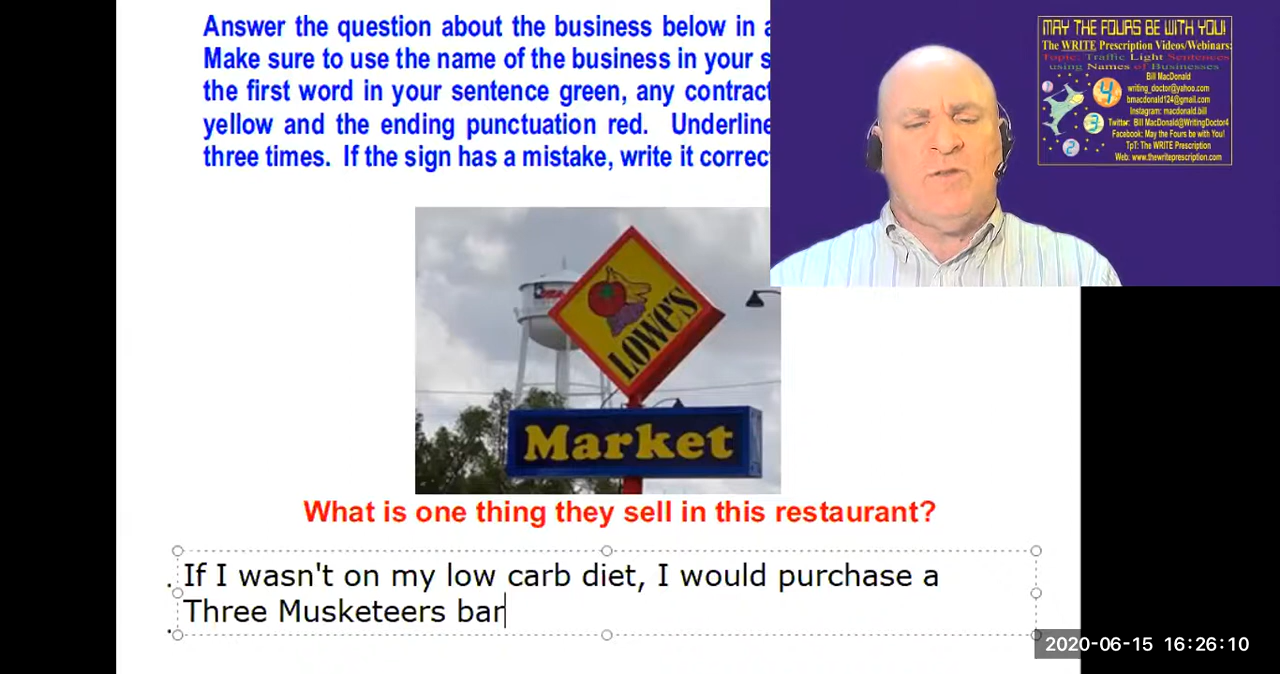 Answer the question about the business below in a
Make sure to use the name of the business in your s
the first word in your sentence green, any contract
yellow and the ending punctuation red. Underline
three times. If the sign has a mistake, write it correc
MAY THE FOURS BE WITH YOU!
The WRITE Prescription Videos/Webinars:
Topic, Traffic Light Sentences
using Names of Businesses
Bill MacDonald
writing_doctor@yahoo.com
bmacdonald124@gmail.com
Instagram: macdonald.bill
Twitter: Bill MacDonald@WritingDoctor4
Facebook: May the Fours be with You!
TpT: The WRITE Prescription
Web: www.thewriteprescription.com
4
3
2
LOWE'S
Market
What is one thing they sell in this restaurant?
. If I wasn't on my low carb diet, I would purchase a
Three Musketeers bar
.
2020-06-15 16:26:10